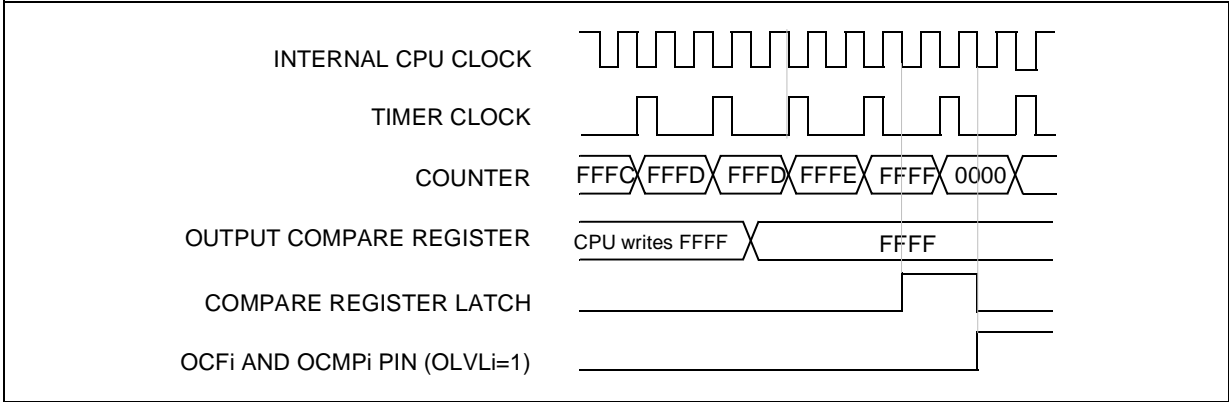 INTERNAL CPU CLOCK
TIMER CLOCK
COUNTER FFFC FFFD FFFD FFFE FFFF 0000
OUTPUT COMPARE REGISTER CPU writes FFFF FFFF
COMPARE REGISTER LATCH
OCFi AND OCMPi PIN (OLVLi=1)